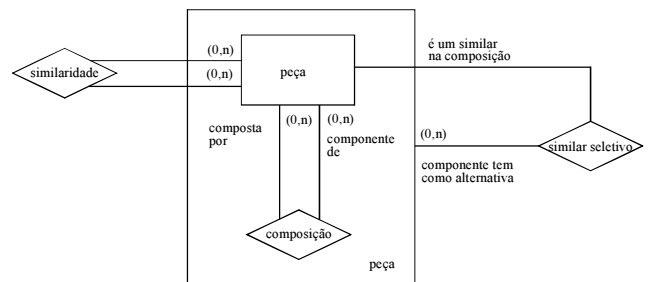 (0,n)
é um similar
na composição
similaridade
(0,n)
peça
composta
por
(0,n)
(0,n)
componente
de
(0,n)
similar seletivo
componente tem
como alternativa
composição
peça